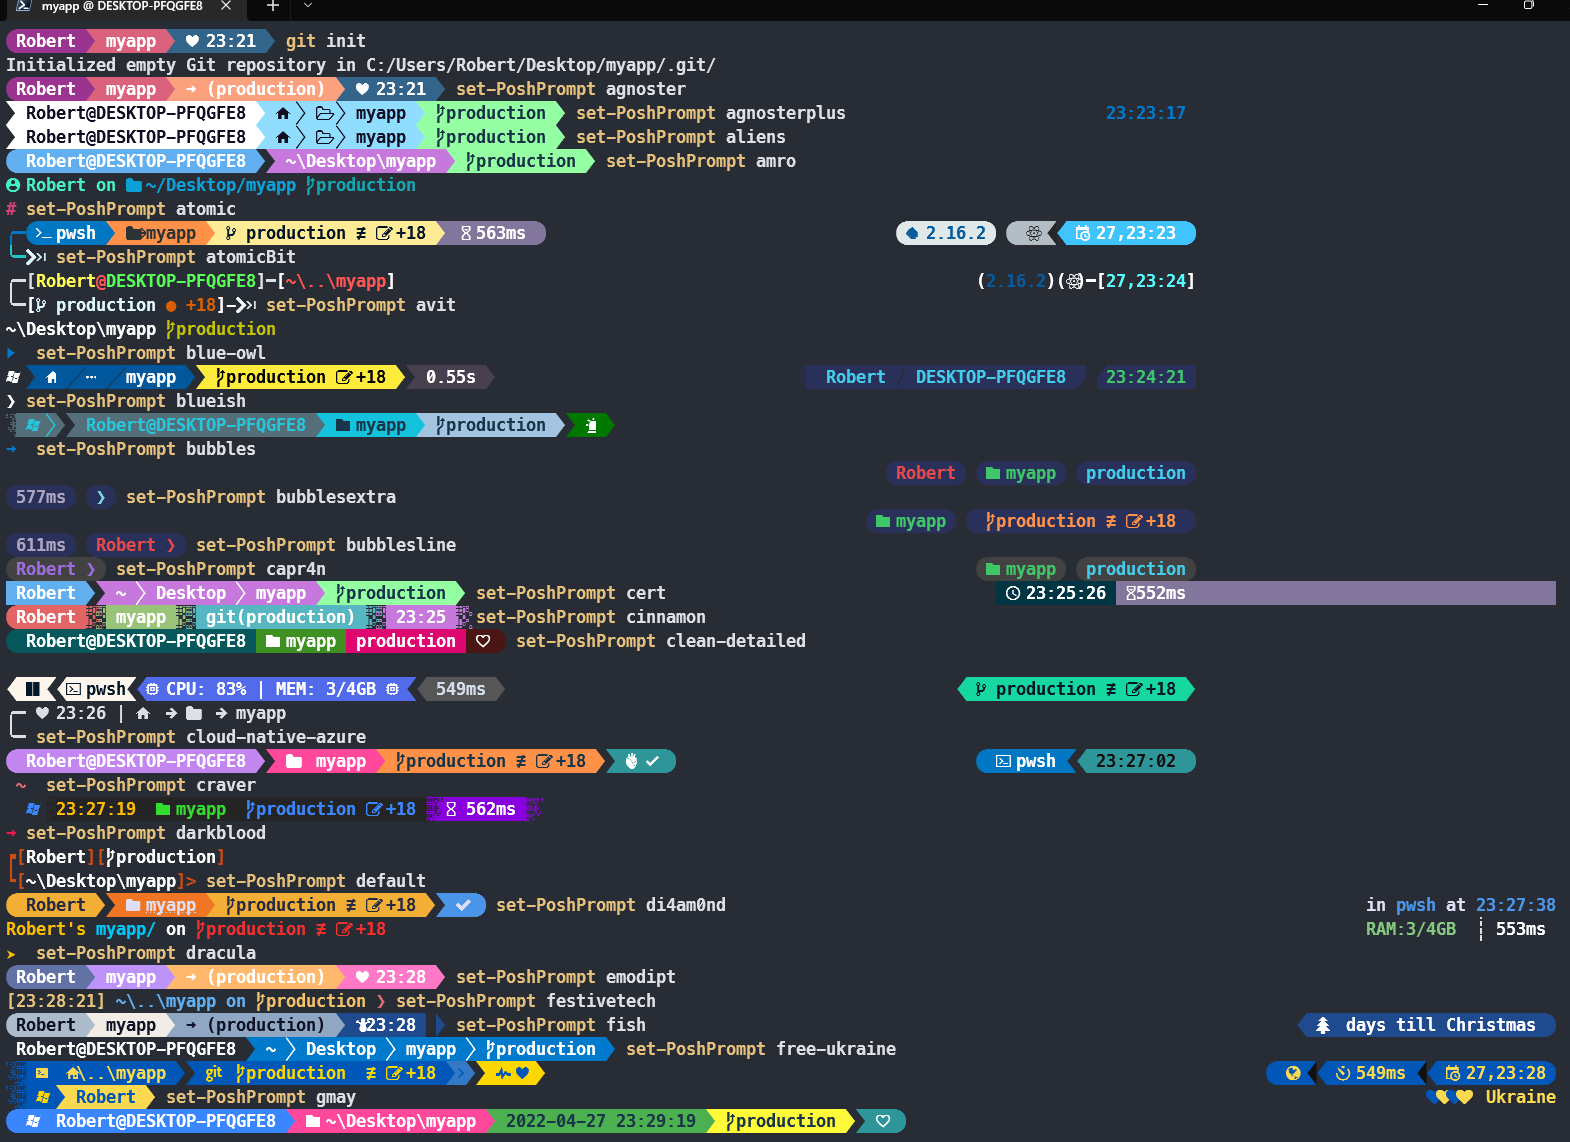 myapp @ DESKTOP-PFQGFE8
Robert myapp 23:21 git init
Initialized empty Git repository in C:/Users/Robert/Desktop/myapp/.git/
Robert myapp → (production) 23:21 set-PoshPrompt agnoster
Robert@DESKTOP-PFQGFE8 myapp production set-PoshPrompt agnosterplus 23:23:17
Robert@DESKTOP-PFQGFE8 myapp production set-PoshPrompt aliens
Robert@DESKTOP-PFQGFE8 ~\Desktop\myapp production set-PoshPrompt amro
Robert on ~/Desktop/myapp production
# set-PoshPrompt atomic
pwsh myapp production ≢ +18 563ms 2.16.2 27,23:23
set-PoshPrompt atomicBit
[Robert@DESKTOP-PFQGFE8]-[~\..\myapp] (2.16.2)()-[27,23:24]
[ production ● +18]- set-PoshPrompt avit
~\Desktop\myapp production
set-PoshPrompt blue-owl
myapp production +18 0.55s Robert DESKTOP-PFQGFE8 23:24:21
❯ set-PoshPrompt blueish
Robert@DESKTOP-PFQGFE8 myapp production
→ set-PoshPrompt bubbles
Robert myapp production
577ms ❯ set-PoshPrompt bubblesextra
myapp production ≢ +18
611ms Robert ❯ set-PoshPrompt bubblesline
Robert ❯ set-PoshPrompt capr4n myapp production
Robert ~ Desktop myapp production set-PoshPrompt cert 23:25:26 552ms
Robert myapp git(production) 23:25 set-PoshPrompt cinnamon
Robert@DESKTOP-PFQGFE8 myapp production set-PoshPrompt clean-detailed
pwsh CPU: 83% | MEM: 3/4GB 549ms production ≢ +18
23:26 | → → myapp
set-PoshPrompt cloud-native-azure
Robert@DESKTOP-PFQGFE8 myapp production ≢ +18 pwsh 23:27:02
~ set-PoshPrompt craver
23:27:19 myapp production +18 562ms
→ set-PoshPrompt darkblood
[Robert][production]
[~\Desktop\myapp]> set-PoshPrompt default
Robert myapp production ≢ +18 set-PoshPrompt di4am0nd in pwsh at 23:27:38
Robert's myapp/ on production ≢ +18 RAM:3/4GB ┊ 553ms
➤ set-PoshPrompt dracula
Robert myapp → (production) 23:28 set-PoshPrompt emodipt
[23:28:21] ~\..\myapp on production ❯ set-PoshPrompt festivetech
Robert myapp → (production) 23:28 set-PoshPrompt fish days till Christmas
Robert@DESKTOP-PFQGFE8 ~ Desktop myapp production set-PoshPrompt free-ukraine
\..\myapp git production ≢ +18 549ms 27,23:28
Robert set-PoshPrompt gmay Ukraine
Robert@DESKTOP-PFQGFE8 ~\Desktop\myapp 2022-04-27 23:29:19 production